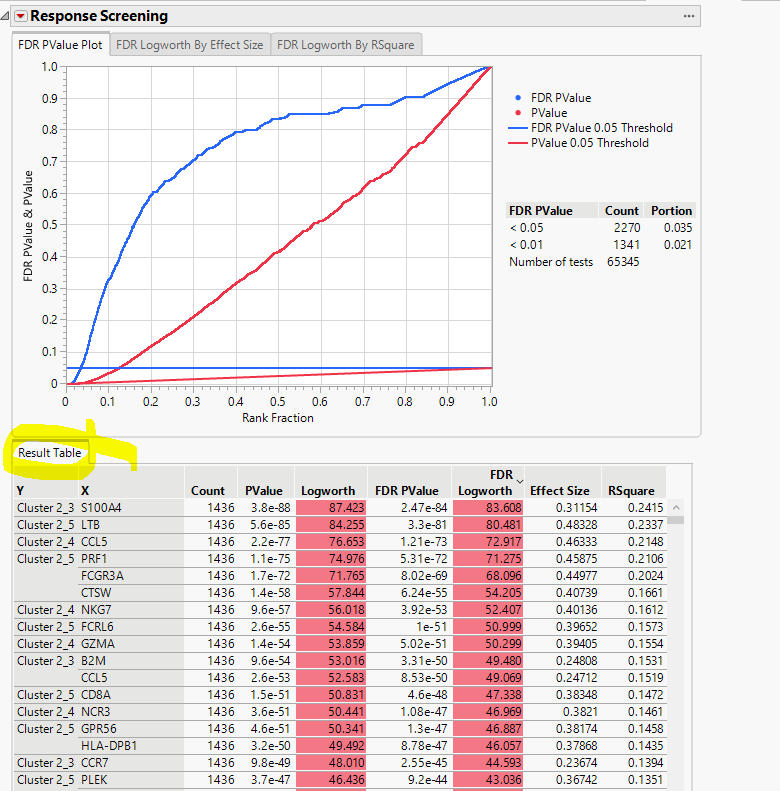 Response Screening
FDR PValue Plot FDR Logworth By Effect Size FDR Logworth By RSquare
FDR PValue & PValue
1.0
0.9
0.8
0.7
0.6
0.5
0.4
0.3
0.2
0.1
0
0 0.1 0.2 0.3 0.4 0.5 0.6 0.7 0.8 0.9 1.0
Rank Fraction
FDR PValue
PValue
FDR PValue 0.05 Threshold
PValue 0.05 Threshold
FDR PValue Count Portion
< 0.05 2270 0.035
< 0.01 1341 0.021
Number of tests 65345
Result Table
Y X Count PValue Logworth FDR PValue FDR Logworth Effect Size RSquare
Cluster 2_3 S100A4 1436 3.8e-88 87.423 2.47e-84 83.608 0.31154 0.2415
Cluster 2_5 LTB 1436 5.6e-85 84.255 3.3e-81 80.481 0.48328 0.2337
Cluster 2_4 CCL5 1436 2.2e-77 76.653 1.21e-73 72.917 0.46333 0.2148
Cluster 2_5 PRF1 1436 1.1e-75 74.976 5.31e-72 71.275 0.45875 0.2106
FCGR3A 1436 1.7e-72 71.765 8.02e-69 68.096 0.44977 0.2024
CTSW 1436 1.4e-58 57.844 6.24e-55 54.205 0.40739 0.1661
Cluster 2_4 NKG7 1436 9.6e-57 56.018 3.92e-53 52.407 0.40136 0.1612
Cluster 2_5 FCRL6 1436 2.6e-55 54.584 1e-51 50.999 0.39652 0.1573
Cluster 2_4 GZMA 1436 1.4e-54 53.859 5.02e-51 50.299 0.39405 0.1554
Cluster 2_3 B2M 1436 9.6e-54 53.016 3.31e-50 49.480 0.24808 0.1531
CCL5 1436 2.6e-53 52.583 8.53e-50 49.069 0.24712 0.1519
Cluster 2_5 CD8A 1436 1.5e-51 50.831 4.6e-48 47.338 0.38348 0.1472
Cluster 2_4 NCR3 1436 3.6e-51 50.441 1.08e-47 46.969 0.3821 0.1461
Cluster 2_5 GPR56 1436 4.6e-51 50.341 1.3e-47 46.887 0.38174 0.1458
HLA-DPB1 1436 3.2e-50 49.492 8.78e-47 46.057 0.37868 0.1435
Cluster 2_3 CCR7 1436 9.8e-49 48.010 2.55e-45 44.593 0.23674 0.1394
Cluster 2_5 PLEK 1436 3.7e-47 46.436 9.2e-44 43.036 0.36742 0.1351